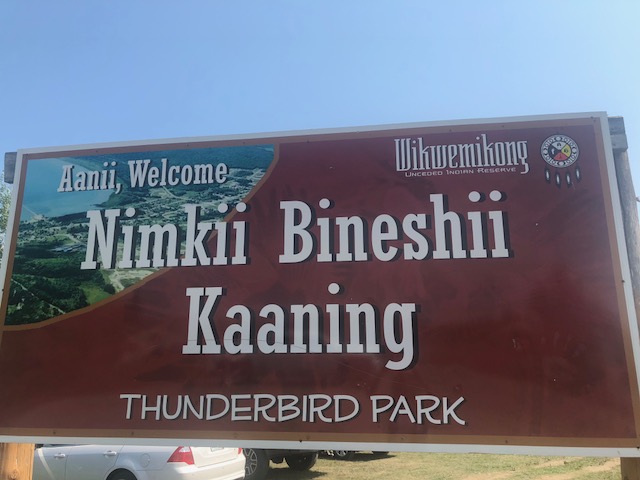 Aanii, Welcome
Wikwemikong
UNCEDED INDIAN RESERVE
Nimkii Bineshii
Kaaning
THUNDERBIRD PARK